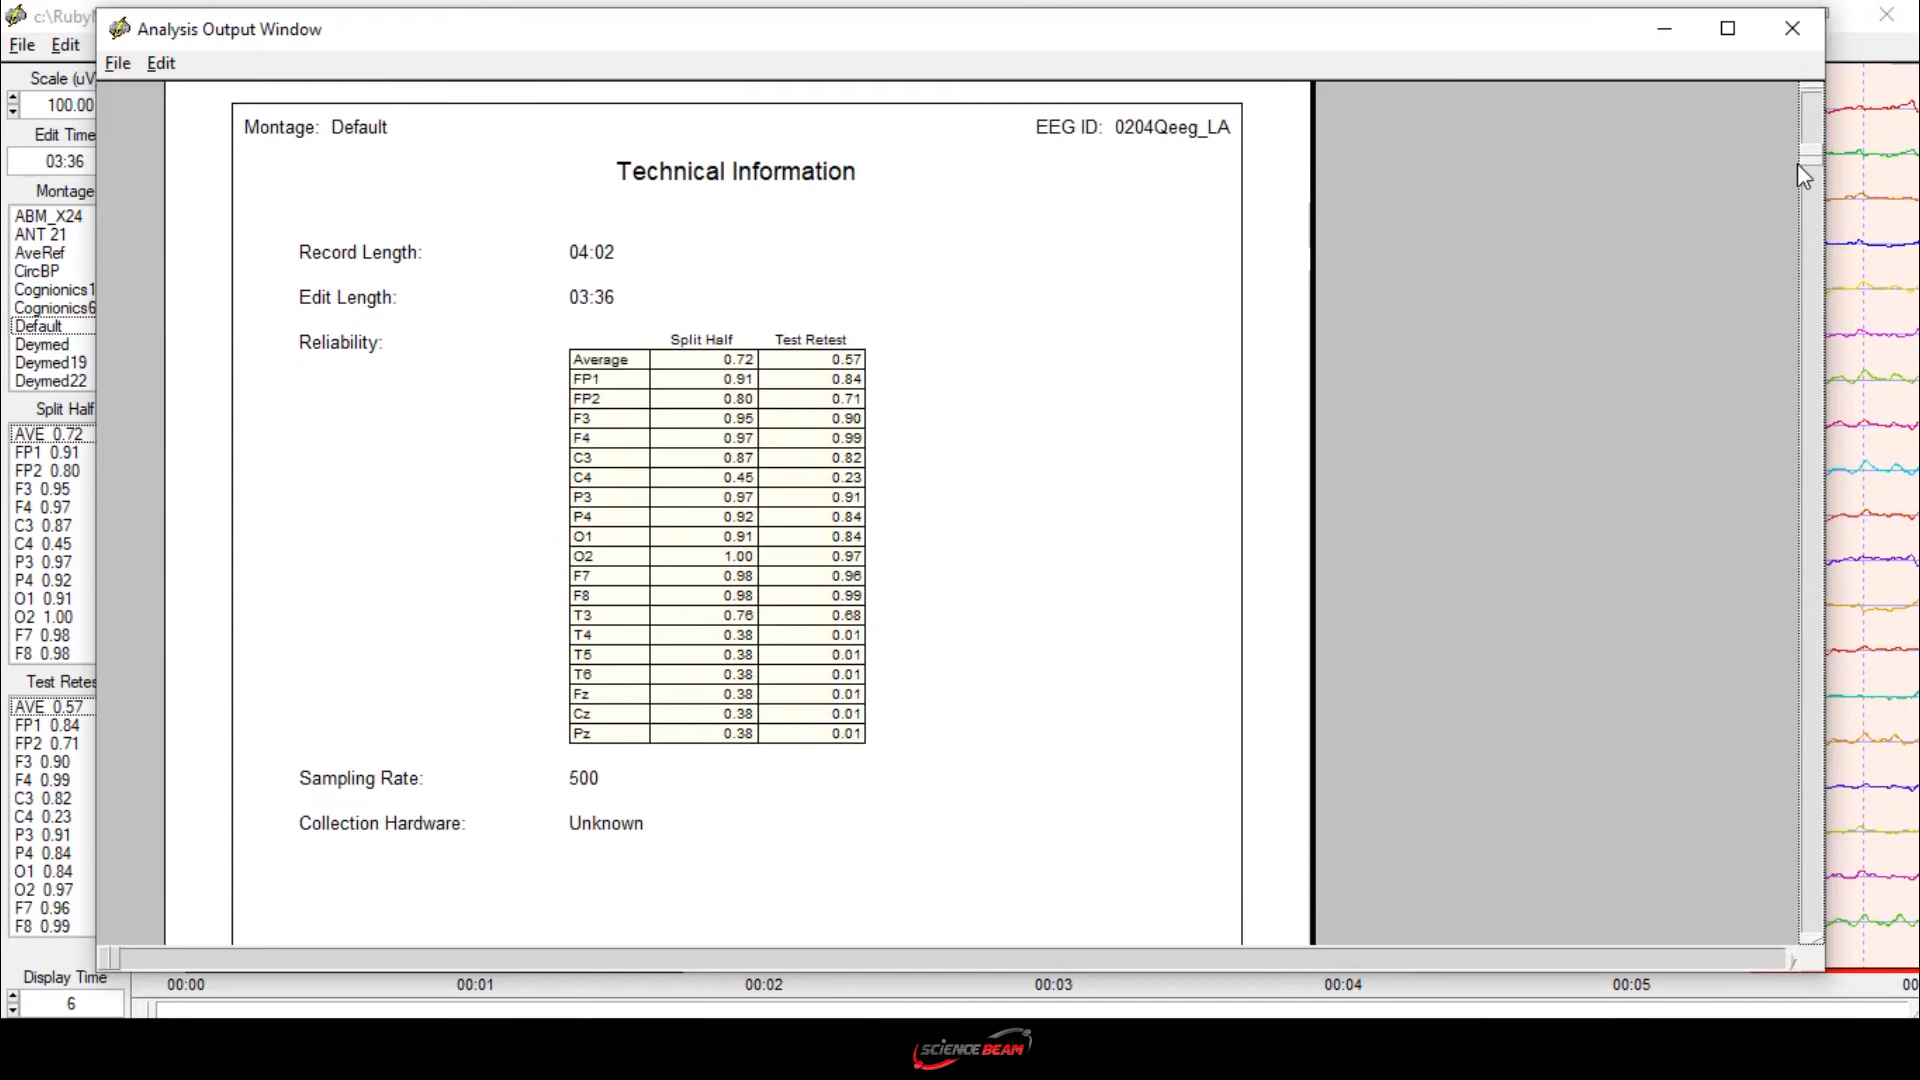 c:\Ruby
File Edit
Analysis Output Window
File Edit
Scale (uV
100.00
Edit Time
03:36
Montage
ABM_X24
ANT 21
AveRef
CircBP
Cognionics1
Cognionics6
Default
Deymed
Deymed19
Deymed22
Split Half
AVE 0.72
FP1 0.91
FP2 0.80
F3 0.95
F4 0.97
C3 0.87
C4 0.45
P3 0.97
P4 0.92
O1 0.91
O2 1.00
F7 0.98
F8 0.98
Test Retes
AVE 0.57
FP1 0.84
FP2 0.71
F3 0.90
F4 0.99
C3 0.82
C4 0.23
P3 0.91
P4 0.84
O1 0.84
O2 0.97
F7 0.96
F8 0.99
Display Time
6
Montage: Default EEG ID: 0204Qeeg_LA
Technical Information
Record Length: 04:02
Edit Length: 03:36
Reliability:
Split Half Test Retest
Average 0.72 0.57
FP1 0.91 0.84
FP2 0.80 0.71
F3 0.95 0.90
F4 0.97 0.99
C3 0.87 0.82
C4 0.45 0.23
P3 0.97 0.91
P4 0.92 0.84
O1 0.91 0.84
O2 1.00 0.97
F7 0.98 0.96
F8 0.98 0.99
T3 0.76 0.68
T4 0.38 0.01
T5 0.38 0.01
T6 0.38 0.01
Fz 0.38 0.01
Cz 0.38 0.01
Pz 0.38 0.01
Sampling Rate: 500
Collection Hardware: Unknown
00:00 00:01 00:02 00:03 00:04 00:05 00
SCIENCE BEAM